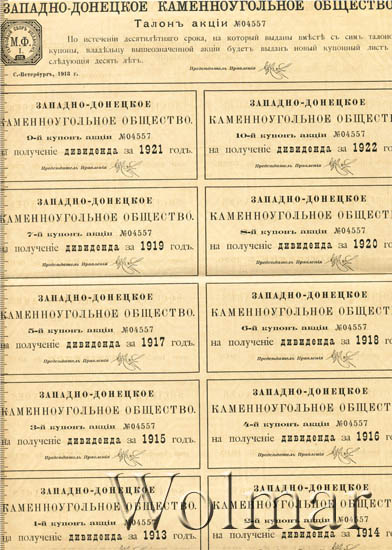 ЗАПАДНО-ДОНЕЦКОЕ КАМЕННОУГОЛЬНОЕ ОБЩЕСТВО
Талонъ акціи №04557
М.Ф.
По истеченіи десятилѣтняго срока, на который выданы вмѣстѣ съ симъ талономъ
купоны, владѣльцу вышеозначенной акціи будетъ выданъ новый купонный листъ
слѣдующія десять лѣтъ.
С.-Петербургъ, 1913 г.
Предсѣдатель Правленія
ЗАПАДНО-ДОНЕЦКОЕ
КАМЕННОУГОЛЬНОЕ ОБЩЕСТВО.
9-й купонъ акціи №04557
на полученіе дивиденда за 1921 годъ.
Предсѣдатель Правленія
ЗАПАДНО-ДОНЕЦКОЕ
КАМЕННОУГОЛЬНОЕ ОБЩЕСТВО
10-й купонъ акціи №04557
на полученіе дивиденда за 1922
Предсѣдатель Правленія
ЗАПАДНО-ДОНЕЦКОЕ
КАМЕННОУГОЛЬНОЕ ОБЩЕСТВО.
7-й купонъ акціи №04557
на полученіе дивиденда за 1919 годъ.
Предсѣдатель Правленія
ЗАПАДНО-ДОНЕЦКОЕ
КАМЕННОУГОЛЬНОЕ ОБЩЕСТВО
8-й купонъ акціи №04557
на полученіе дивиденда за 1920
Предсѣдатель Правленія
ЗАПАДНО-ДОНЕЦКОЕ
КАМЕННОУГОЛЬНОЕ ОБЩЕСТВО.
5-й купонъ акціи №04557
на полученіе дивиденда за 1917 годъ.
Предсѣдатель Правленія
ЗАПАДНО-ДОНЕЦКОЕ
КАМЕННОУГОЛЬНОЕ ОБЩЕСТВО
6-й купонъ акціи №04557
на полученіе дивиденда за 1918
Предсѣдатель Правленія
ЗАПАДНО-ДОНЕЦКОЕ
КАМЕННОУГОЛЬНОЕ ОБЩЕСТВО.
3-й купонъ акціи №04557
на полученіе дивиденда за 1915 годъ.
Предсѣдатель Правленія
ЗАПАДНО-ДОНЕЦКОЕ
КАМЕННОУГОЛЬНОЕ ОБЩЕСТВО
4-й купонъ акціи №04557
на полученіе дивиденда за 1916
Предсѣдатель Правленія
Wolmar
ЗАПАДНО-ДОНЕЦКОЕ
КАМЕННОУГОЛЬНОЕ ОБЩЕСТВО.
1-й купонъ акціи №04557
на полученіе дивиденда за 1913 годъ.
ЗАПАДНО-ДОНЕЦКОЕ
КАМЕННОУГОЛЬНОЕ ОБЩЕСТВО
2-й купонъ акціи №04557
на полученіе дивиденда за 1914